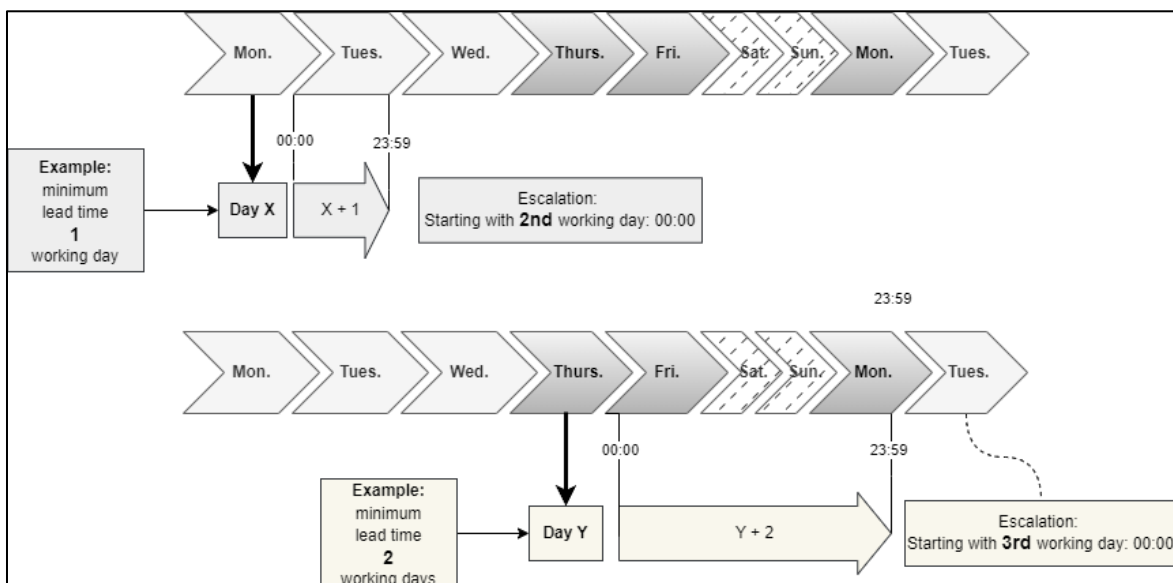 Mon. Tues. Wed. Thurs. Fri. Sat. Sun. Mon. Tues.
00:00 23:59
Example:
minimum
lead time
1
working day
Day X
X + 1
Escalation:
Starting with 2nd working day: 00:00
23:59
Mon. Tues. Wed. Thurs. Fri. Sat. Sun. Mon. Tues.
00:00 23:59
Example:
minimum
lead time
2
working days
Day Y
Y + 2
Escalation:
Starting with 3rd working day: 00:00